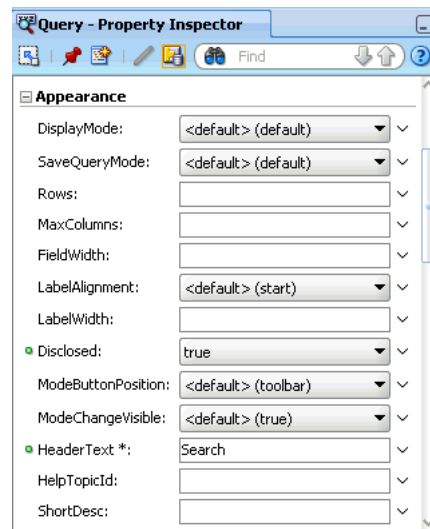 Query - Property Inspector
Find
Appearance
DisplayMode: <default> (default)
SaveQueryMode: <default> (default)
Rows:
MaxColumns:
FieldWidth:
LabelAlignment: <default> (start)
LabelWidth:
Disclosed: true
ModeButtonPosition: <default> (toolbar)
ModeChangeVisible: <default> (true)
HeaderText *: Search
HelpTopicId:
ShortDesc: